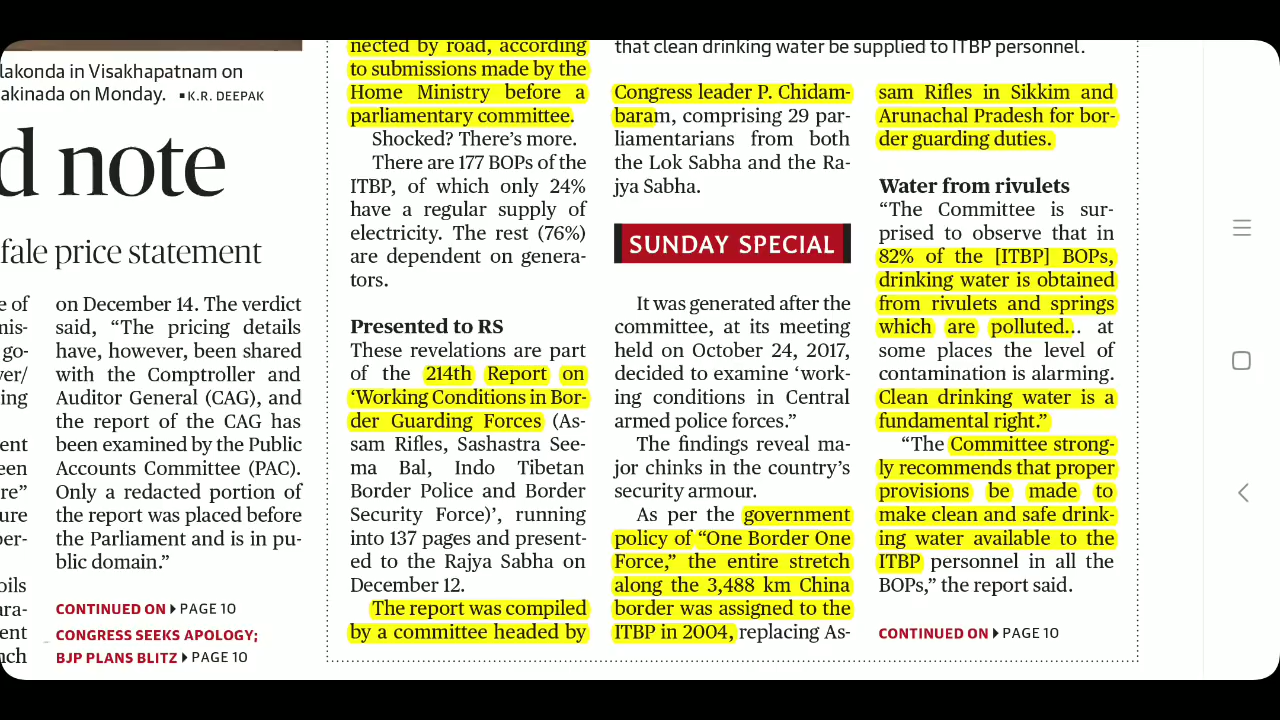 lakonda in Visakhapatnam on
akinada on Monday. ▪K.R. DEEPAK
d note
fale price statement
e of
mis-
go-
ver/
ing
ent
een
re”
ure
per-
oils
ara-
ent
nch
on December 14. The verdict
said, “The pricing details
have, however, been shared
with the Comptroller and
Auditor General (CAG), and
the report of the CAG has
been examined by the Public
Accounts Committee (PAC).
Only a redacted portion of
the report was placed before
the Parliament and is in pu-
blic domain.”
CONTINUED ON ▸ PAGE 10
CONGRESS SEEKS APOLOGY;
BJP PLANS BLITZ ▸ PAGE 10
nected by road, according
to submissions made by the
Home Ministry before a
parliamentary committee.
Shocked? There’s more.
There are 177 BOPs of the
ITBP, of which only 24%
have a regular supply of
electricity. The rest (76%)
are dependent on genera-
tors.
Presented to RS
These revelations are part
of the 214th Report on
‘Working Conditions in Bor-
der Guarding Forces (As-
sam Rifles, Sashastra See-
ma Bal, Indo Tibetan
Border Police and Border
Security Force)’, running
into 137 pages and present-
ed to the Rajya Sabha on
December 12.
The report was compiled
by a committee headed by
that clean drinking water be supplied to ITBP personnel.
Congress leader P. Chidam-
baram, comprising 29 par-
liamentarians from both
the Lok Sabha and the Ra-
jya Sabha.
SUNDAY SPECIAL
It was generated after the
committee, at its meeting
held on October 24, 2017,
decided to examine ‘work-
ing conditions in Central
armed police forces.”
The findings reveal ma-
jor chinks in the country’s
security armour.
As per the government
policy of “One Border One
Force,” the entire stretch
along the 3,488 km China
border was assigned to the
ITBP in 2004, replacing As-
sam Rifles in Sikkim and
Arunachal Pradesh for bor-
der guarding duties.
Water from rivulets
“The Committee is sur-
prised to observe that in
82% of the [ITBP] BOPs,
drinking water is obtained
from rivulets and springs
which are polluted... at
some places the level of
contamination is alarming.
Clean drinking water is a
fundamental right.”
“The Committee strong-
ly recommends that proper
provisions be made to
make clean and safe drink-
ing water available to the
ITBP personnel in all the
BOPs,” the report said.
CONTINUED ON ▸ PAGE 10